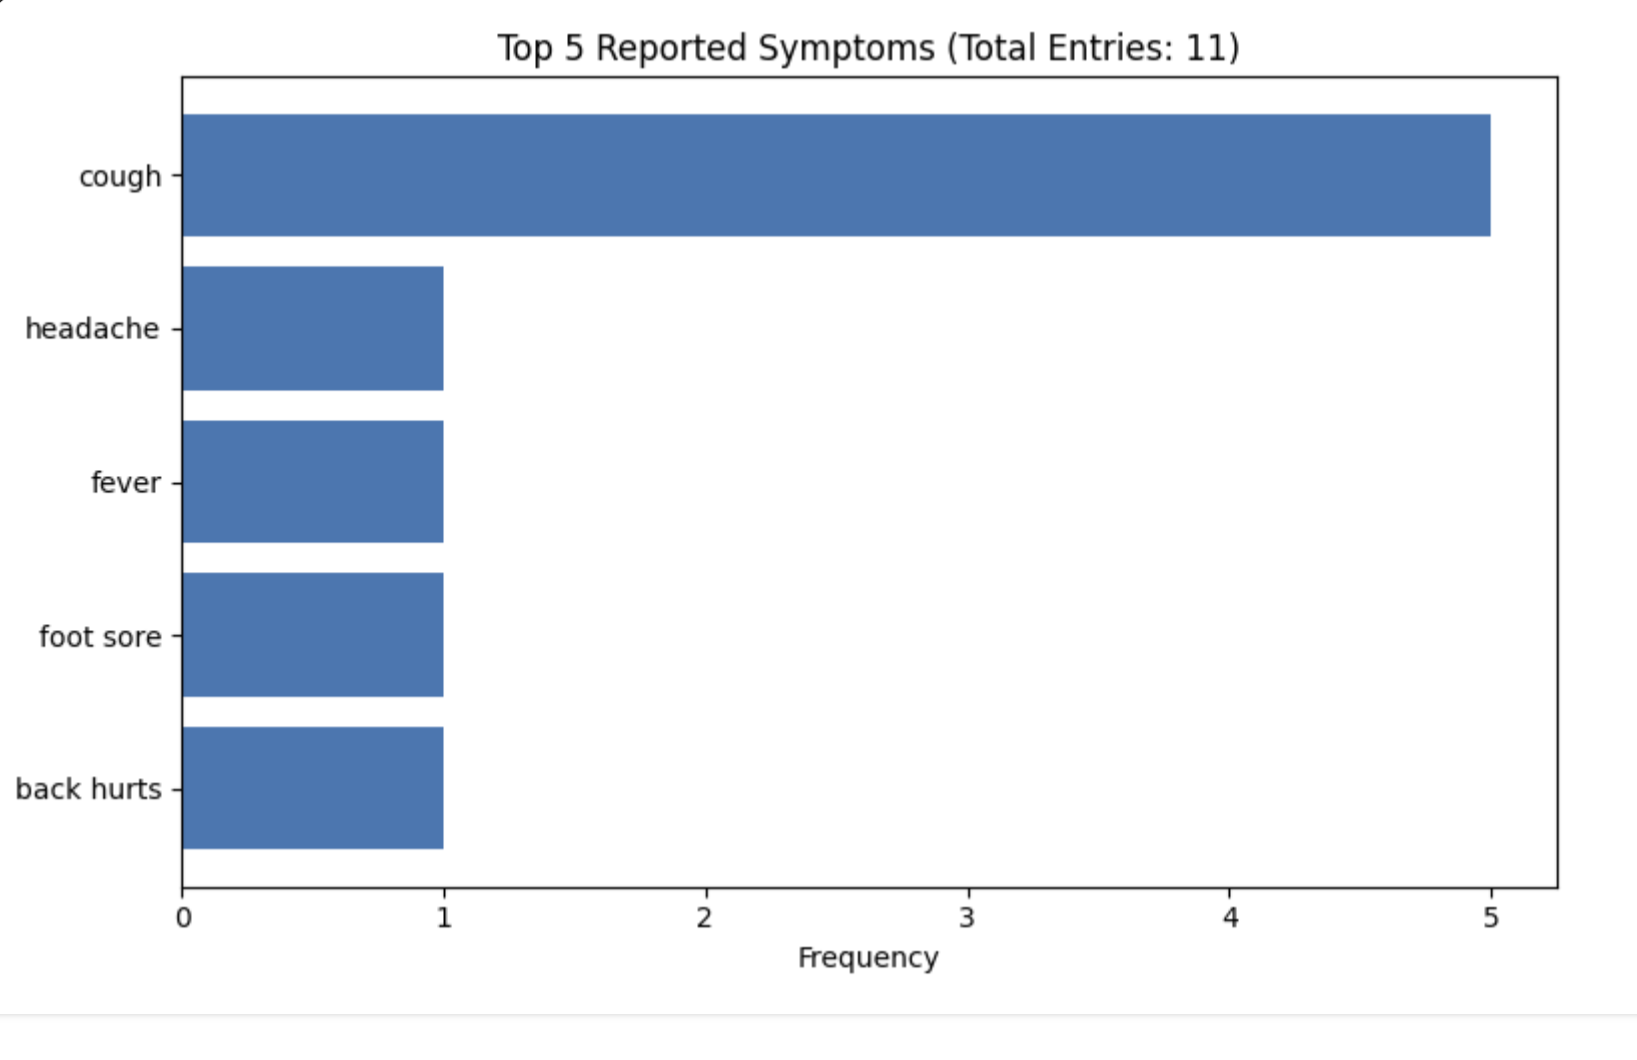 Top 5 Reported Symptoms (Total Entries: 11)
cough
headache
fever
foot sore
back hurts
0 1 2 3 4 5
Frequency